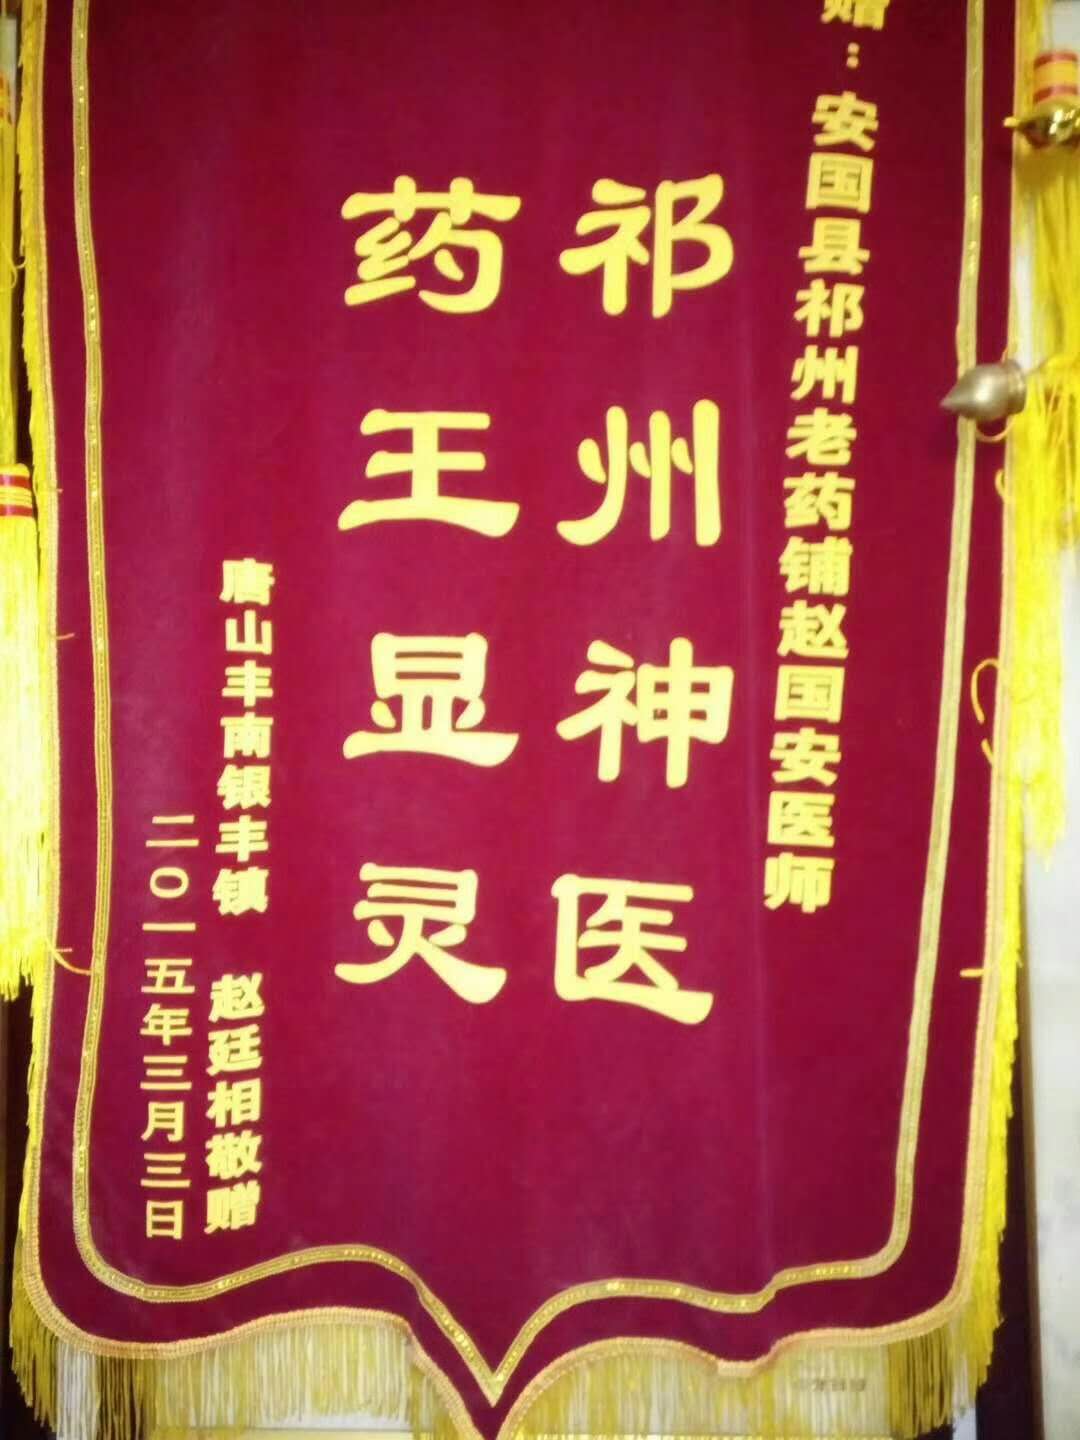 赠：安国县祁州老药铺赵国安医师
祁州神医
药王显灵
唐山丰南银丰镇 赵廷相敬赠
二〇一五年三月三日